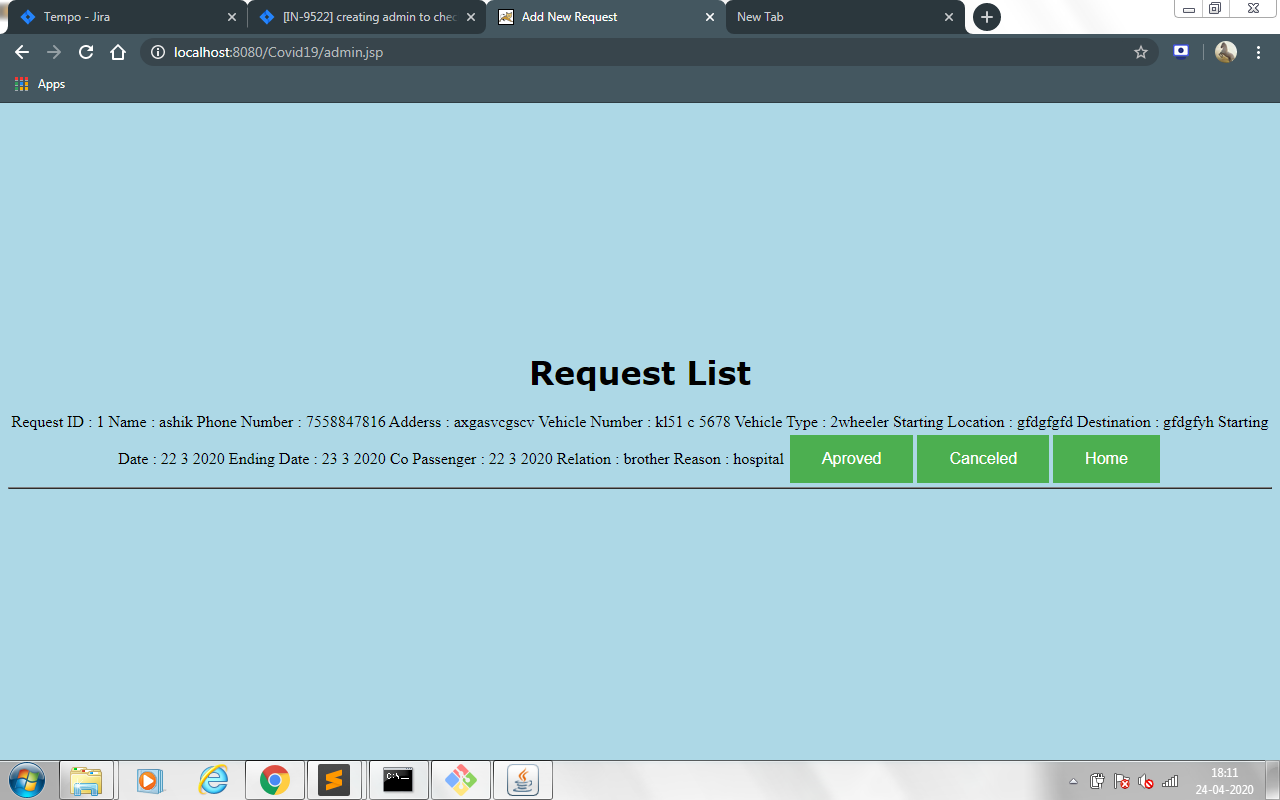 Tempo - Jira
[IN-9522] creating admin to chec
Add New Request
New Tab
localhost:8080/Covid19/admin.jsp
Apps
Request List
Request ID : 1 Name : ashik Phone Number : 7558847816 Adderss : axgasvcgscv Vehicle Number : kl51 c 5678 Vehicle Type : 2wheeler Starting Location : gfdgfgfd Destination : gfdgfyh Starting
Date : 22 3 2020 Ending Date : 23 3 2020 Co Passenger : 22 3 2020 Relation : brother Reason : hospital Aproved Canceled Home
18:11
24-04-2020